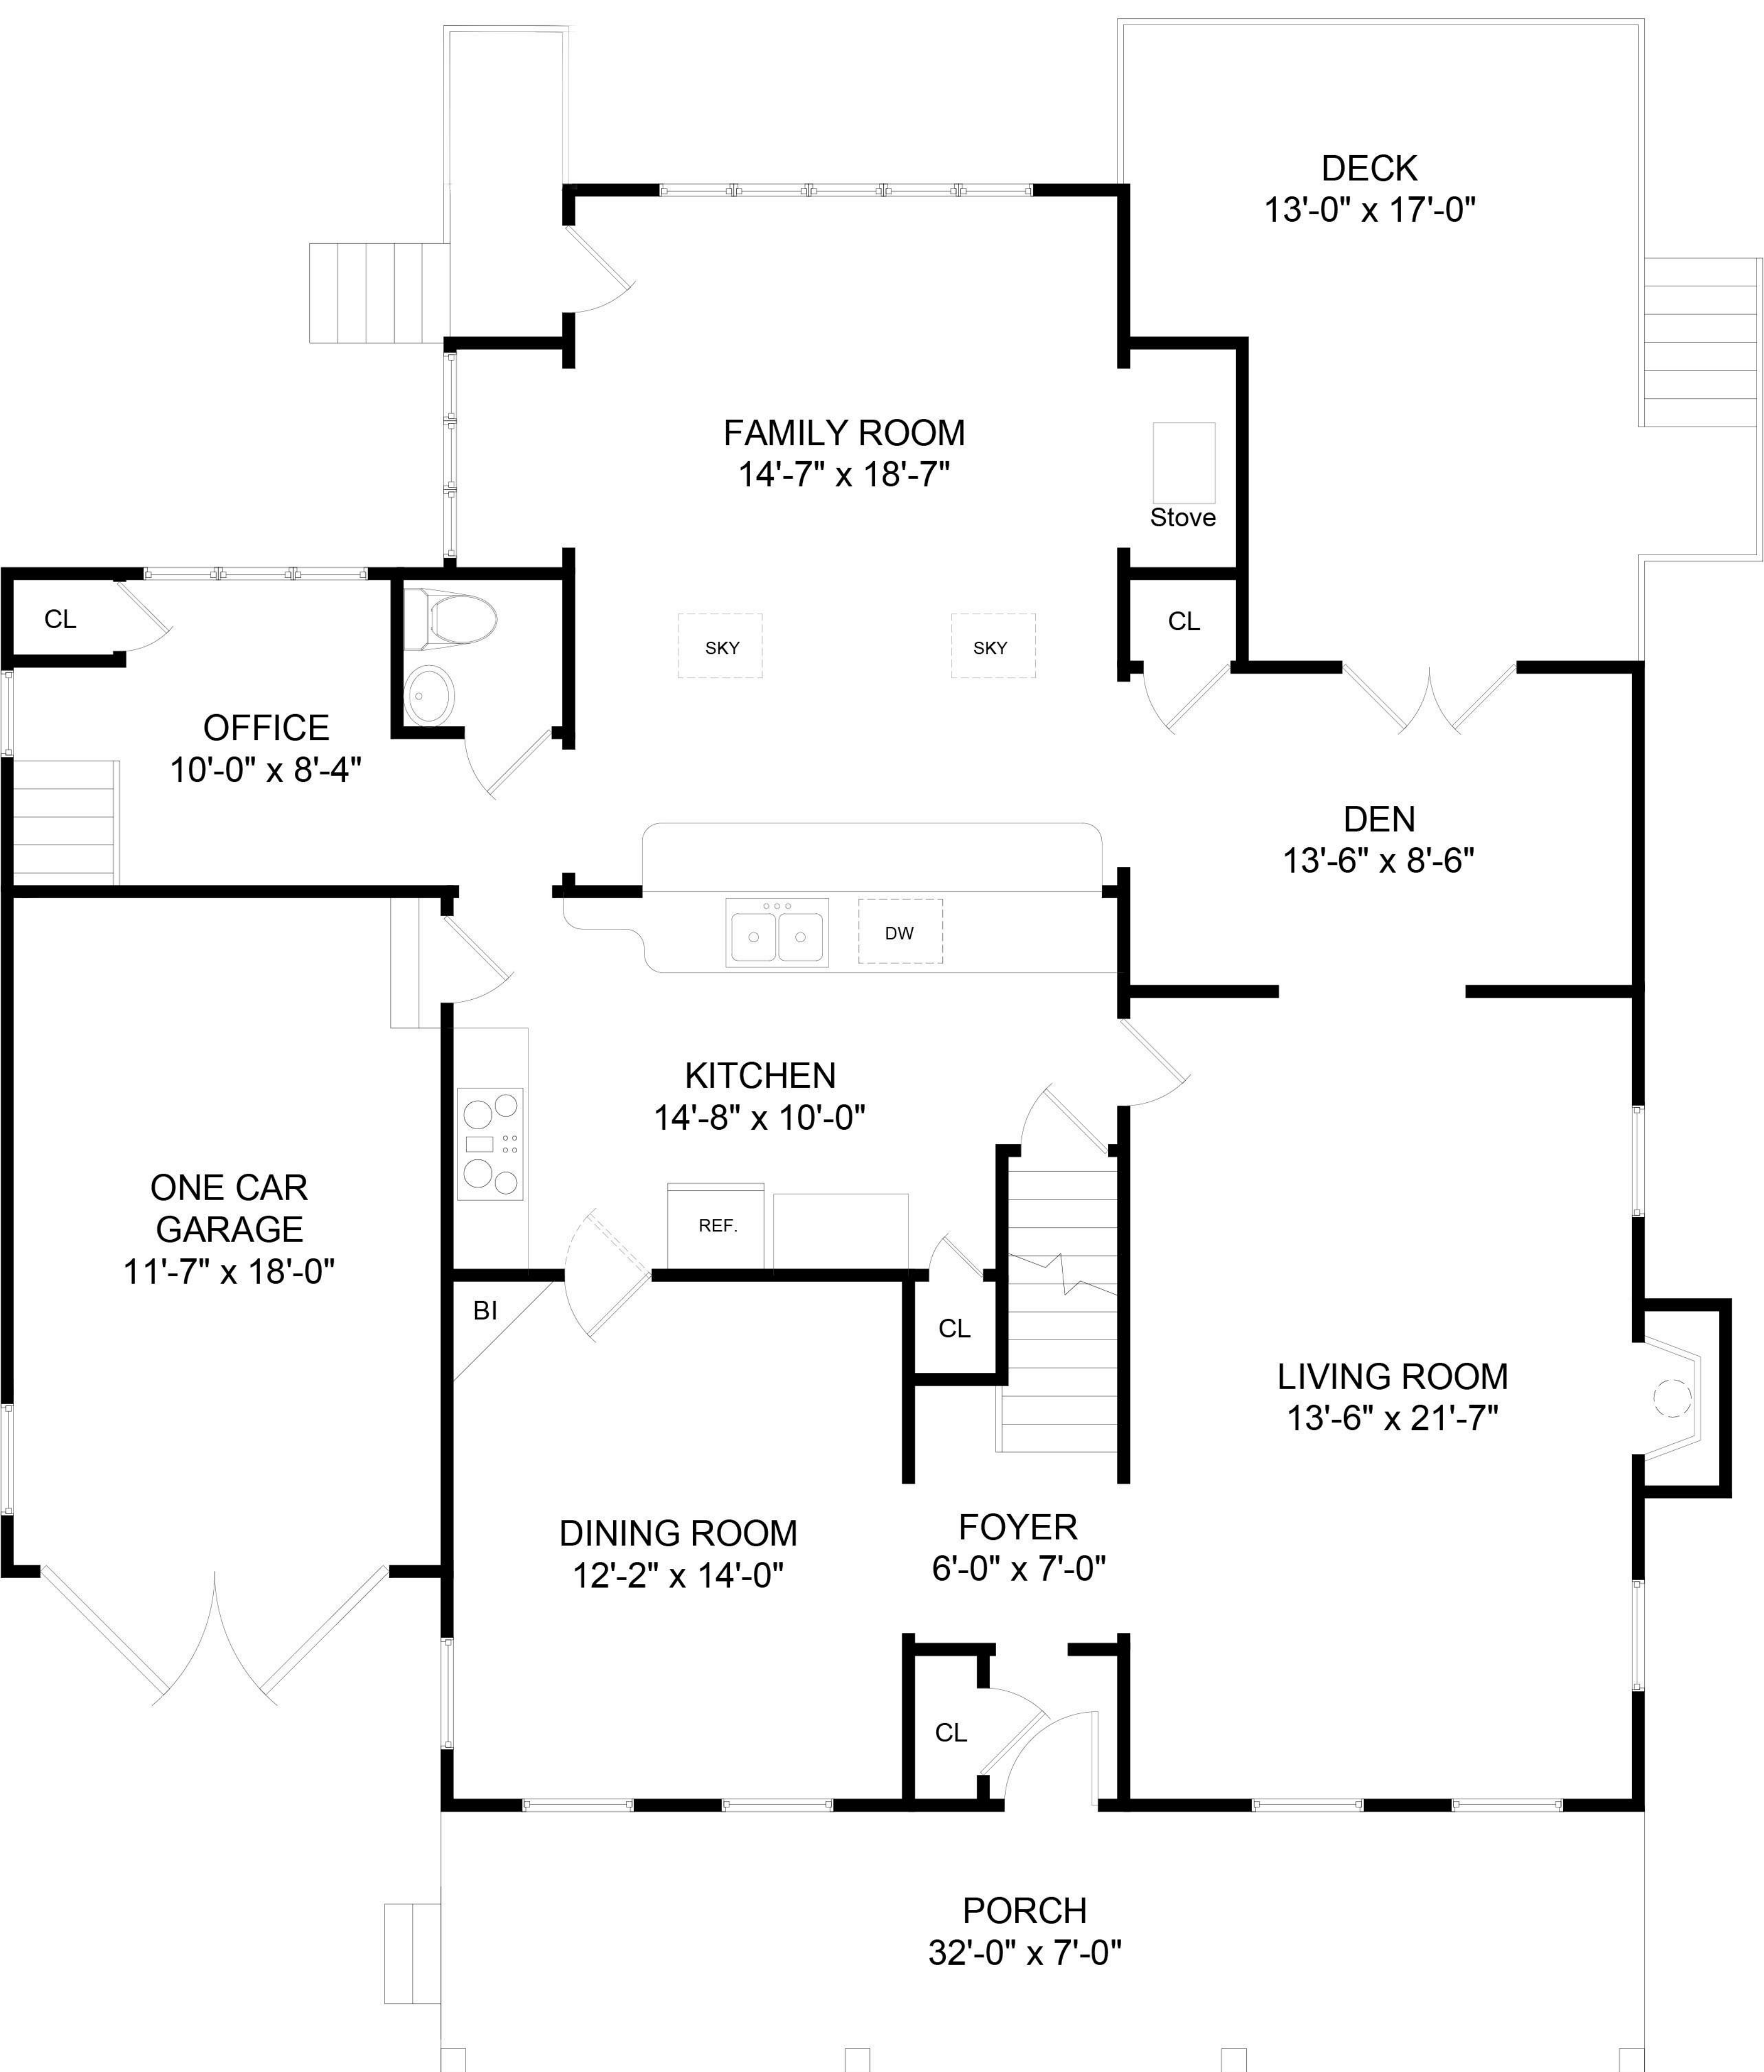 DECK
13'-0" x 17'-0"
FAMILY ROOM
14'-7" x 18'-7"
Stove
CL
SKY
SKY
CL
OFFICE
10'-0" x 8'-4"
DEN
13'-6" x 8'-6"
DW
KITCHEN
14'-8" x 10'-0"
ONE CAR
GARAGE
11'-7" x 18'-0"
REF.
BI
CL
LIVING ROOM
13'-6" x 21'-7"
DINING ROOM
12'-2" x 14'-0"
FOYER
6'-0" x 7'-0"
CL
PORCH
32'-0" x 7'-0"